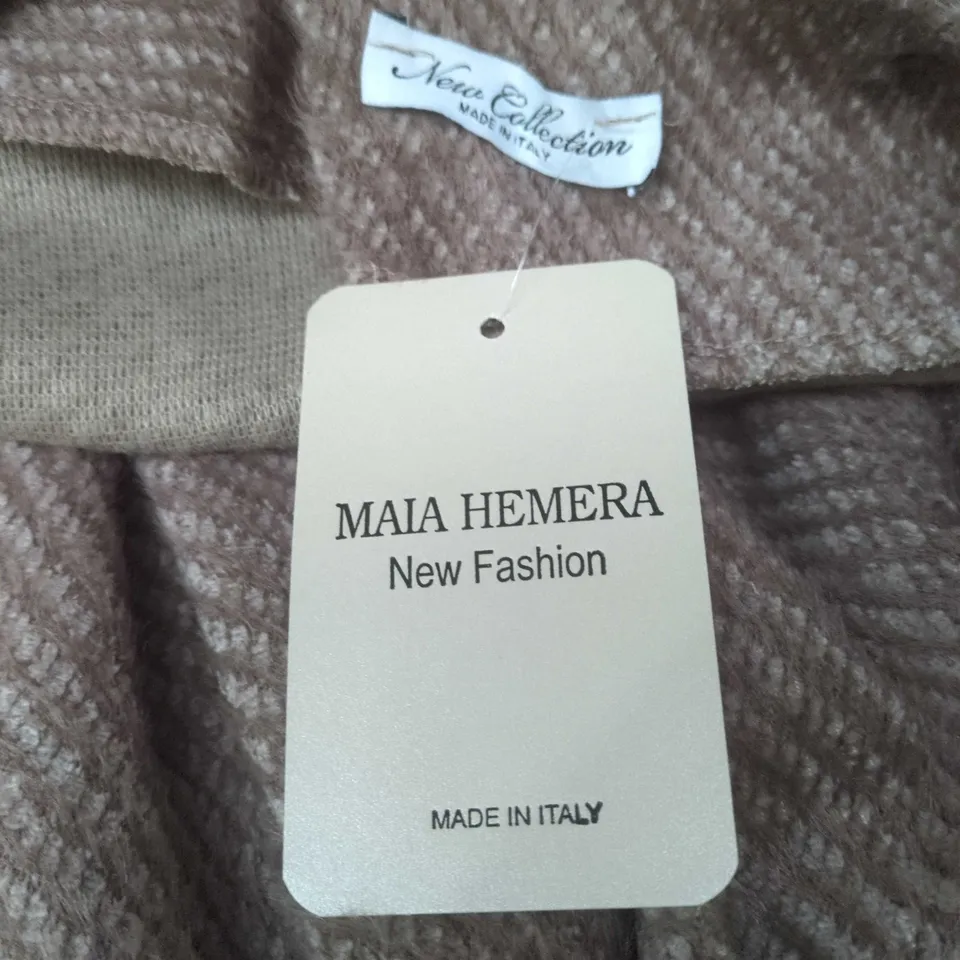 New Collection
MADE IN ITALY
MAIA HEMERA
New Fashion
MADE IN ITALY